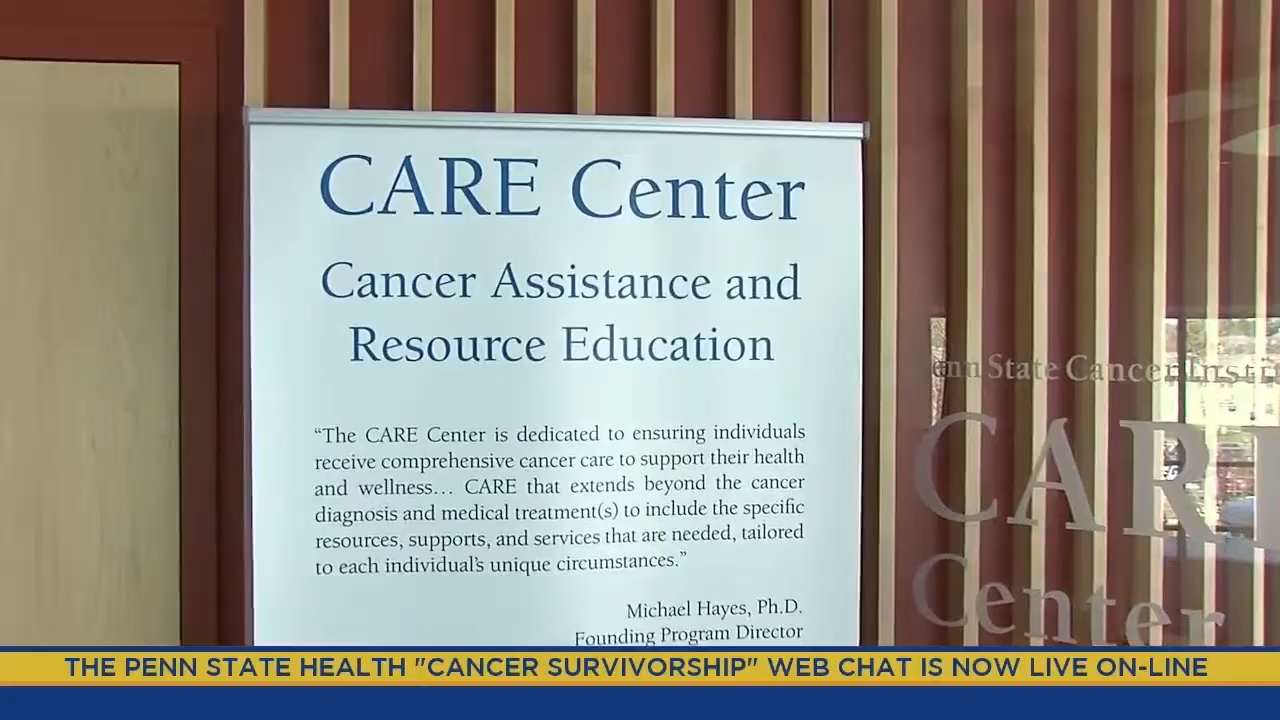 CARE Center
Cancer Assistance and
Resource Education
“The CARE Center is dedicated to ensuring individuals
receive comprehensive cancer care to support their health
and wellness… CARE that extends beyond the cancer
diagnosis and medical treatment(s) to include the specific
resources, supports, and services that are needed, tailored
to each individual’s unique circumstances.”
Michael Hayes, Ph.D.
Founding Program Director
State Cancer
Center
THE PENN STATE HEALTH "CANCER SURVIVORSHIP" WEB CHAT IS NOW LIVE ON-LINE